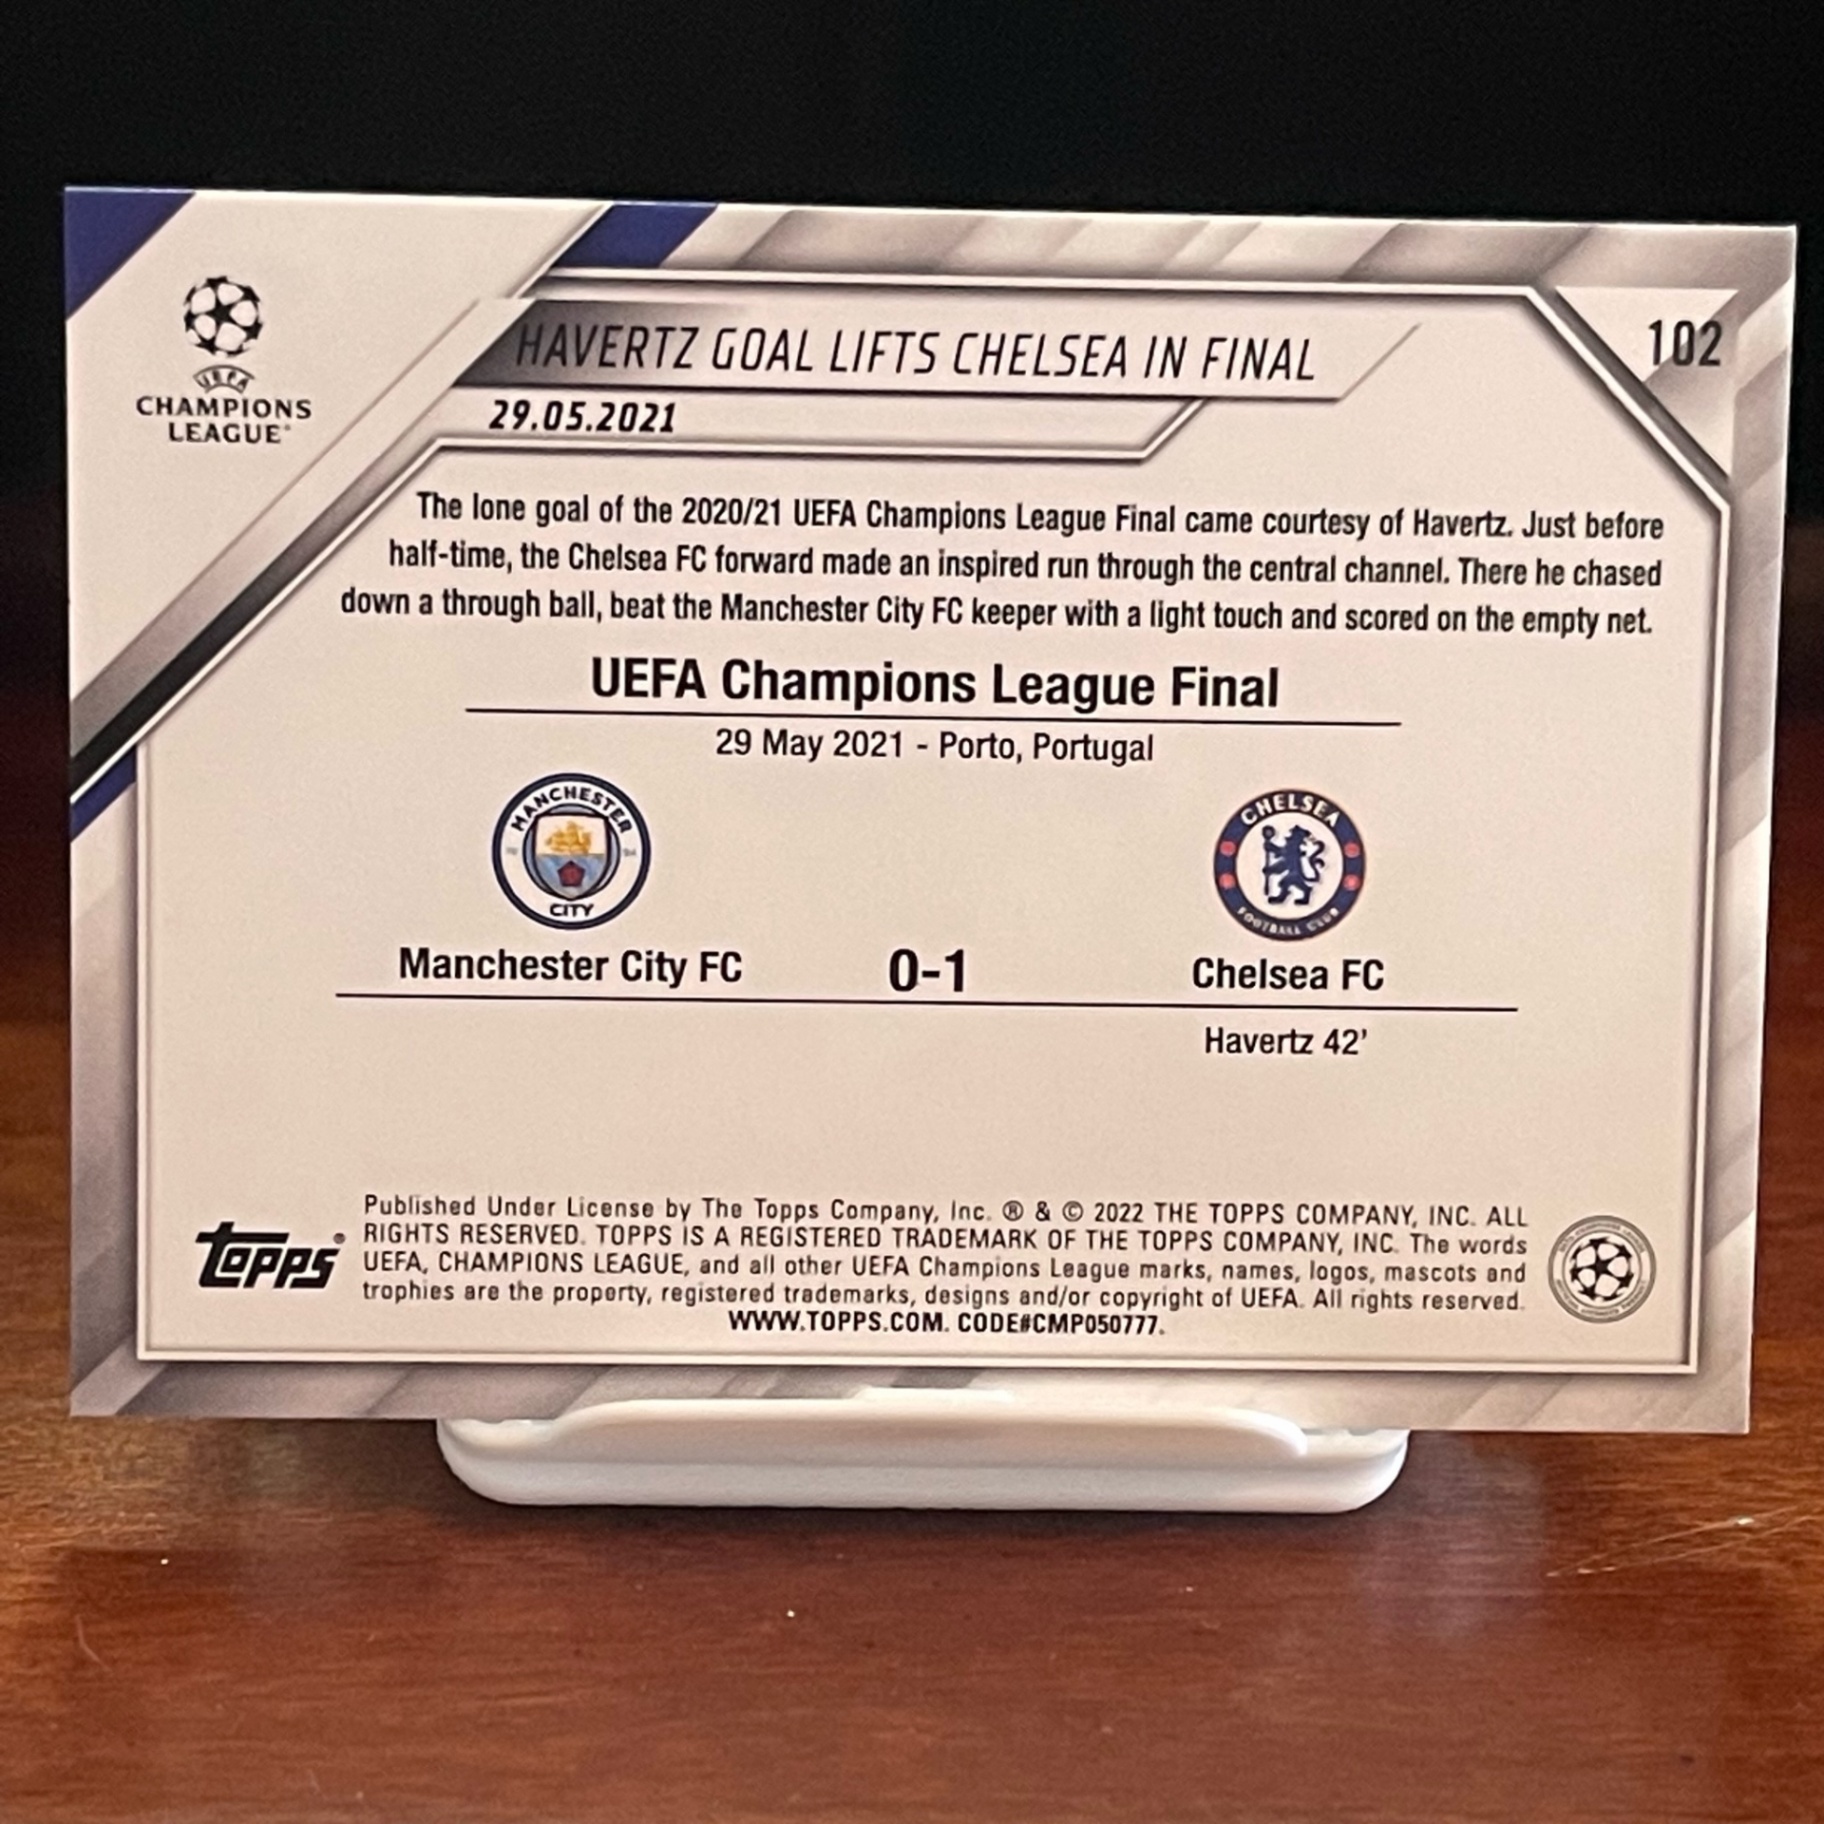 HAVERTZ GOAL LIFTS CHELSEA IN FINAL
102
UEFA
CHAMPIONS
LEAGUE
29.05.2021
The lone goal of the 2020/21 UEFA Champions League Final came courtesy of Havertz. Just before
half-time, the Chelsea FC forward made an inspired run through the central channel. There he chased
down a through ball, beat the Manchester City FC keeper with a light touch and scored on the empty net.
UEFA Champions League Final
29 May 2021 - Porto, Portugal
MANCHESTER
CITY
CHELSEA
FOOTBALL CLUB
Manchester City FC 0-1 Chelsea FC
Havertz 42’
topps®
Published Under License by The Topps Company, Inc. ® & © 2022 THE TOPPS COMPANY, INC. ALL
RIGHTS RESERVED. TOPPS IS A REGISTERED TRADEMARK OF THE TOPPS COMPANY, INC. The words
UEFA, CHAMPIONS LEAGUE, and all other UEFA Champions League marks, names, logos, mascots and
trophies are the property, registered trademarks, designs and/or copyright of UEFA. All rights reserved.
WWW.TOPPS.COM. CODE#CMP050777.